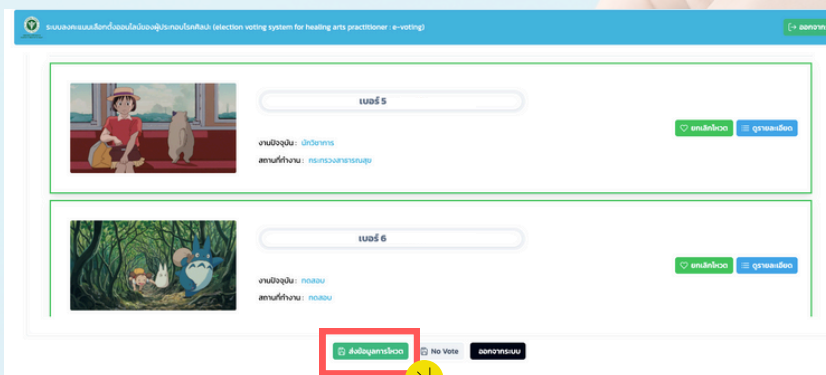 ระบบลงคะแนนเลือกตั้งออนไลน์ของผู้ประกอบโรคศิลปะ (election voting system for healing arts practitioner : e-voting)
ออกจาก
เบอร์ 5
ยกเลิกโหวต ดูรายละเอียด
งานปัจจุบัน : นักวิชาการ
สถานที่ทำงาน : กระทรวงสาธารณสุข
เบอร์ 6
ยกเลิกโหวต ดูรายละเอียด
งานปัจจุบัน : ทดสอบ
สถานที่ทำงาน : ทดสอบ
ส่งข้อมูลการโหวต No Vote ออกจากระบบ